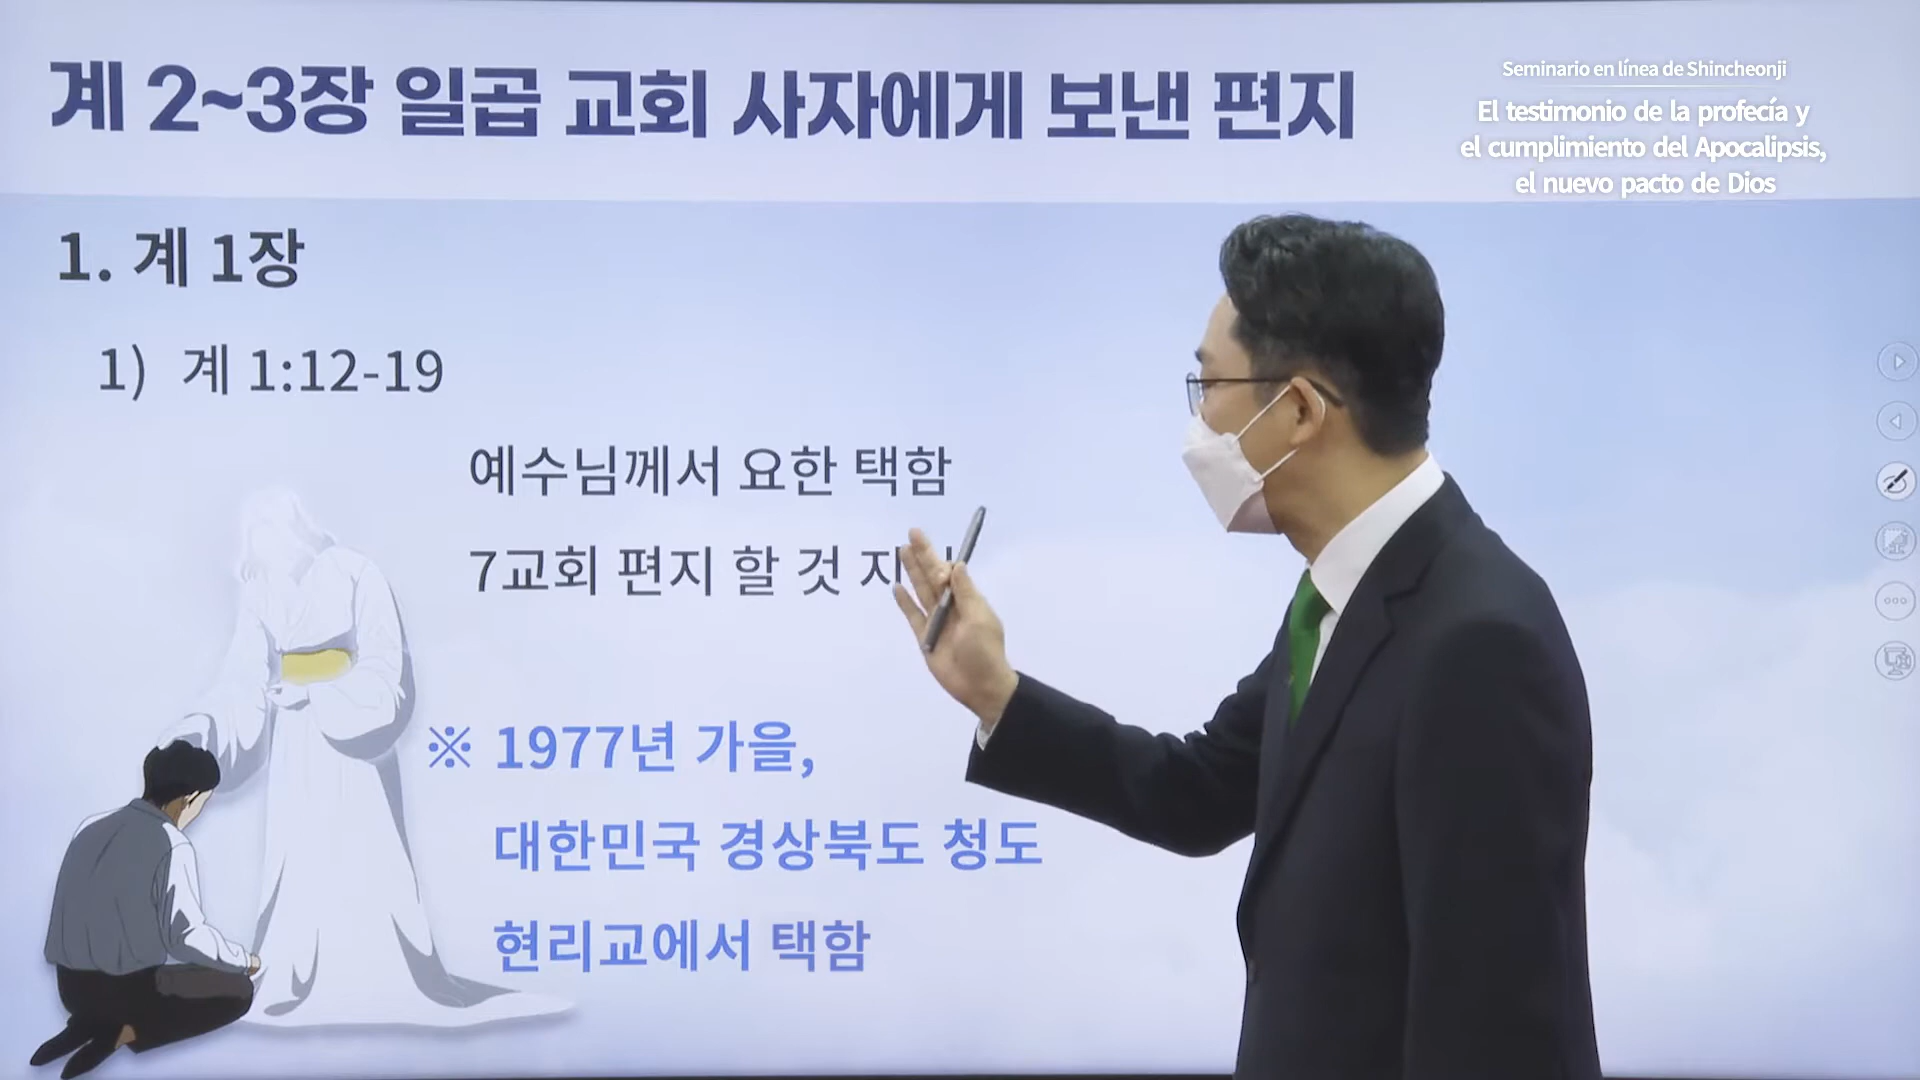 계 2~3장 일곱 교회 사자에게 보낸 편지
Seminario en línea de Shincheonji
El testimonio de la profecía y
el cumplimiento del Apocalipsis,
el nuevo pacto de Dios
1. 계 1장
1) 계 1:12-19
예수님께서 요한 택함
7교회 편지 할 것
※ 1977년 가을,
대한민국 경상북도 청도
현리교에서 택함